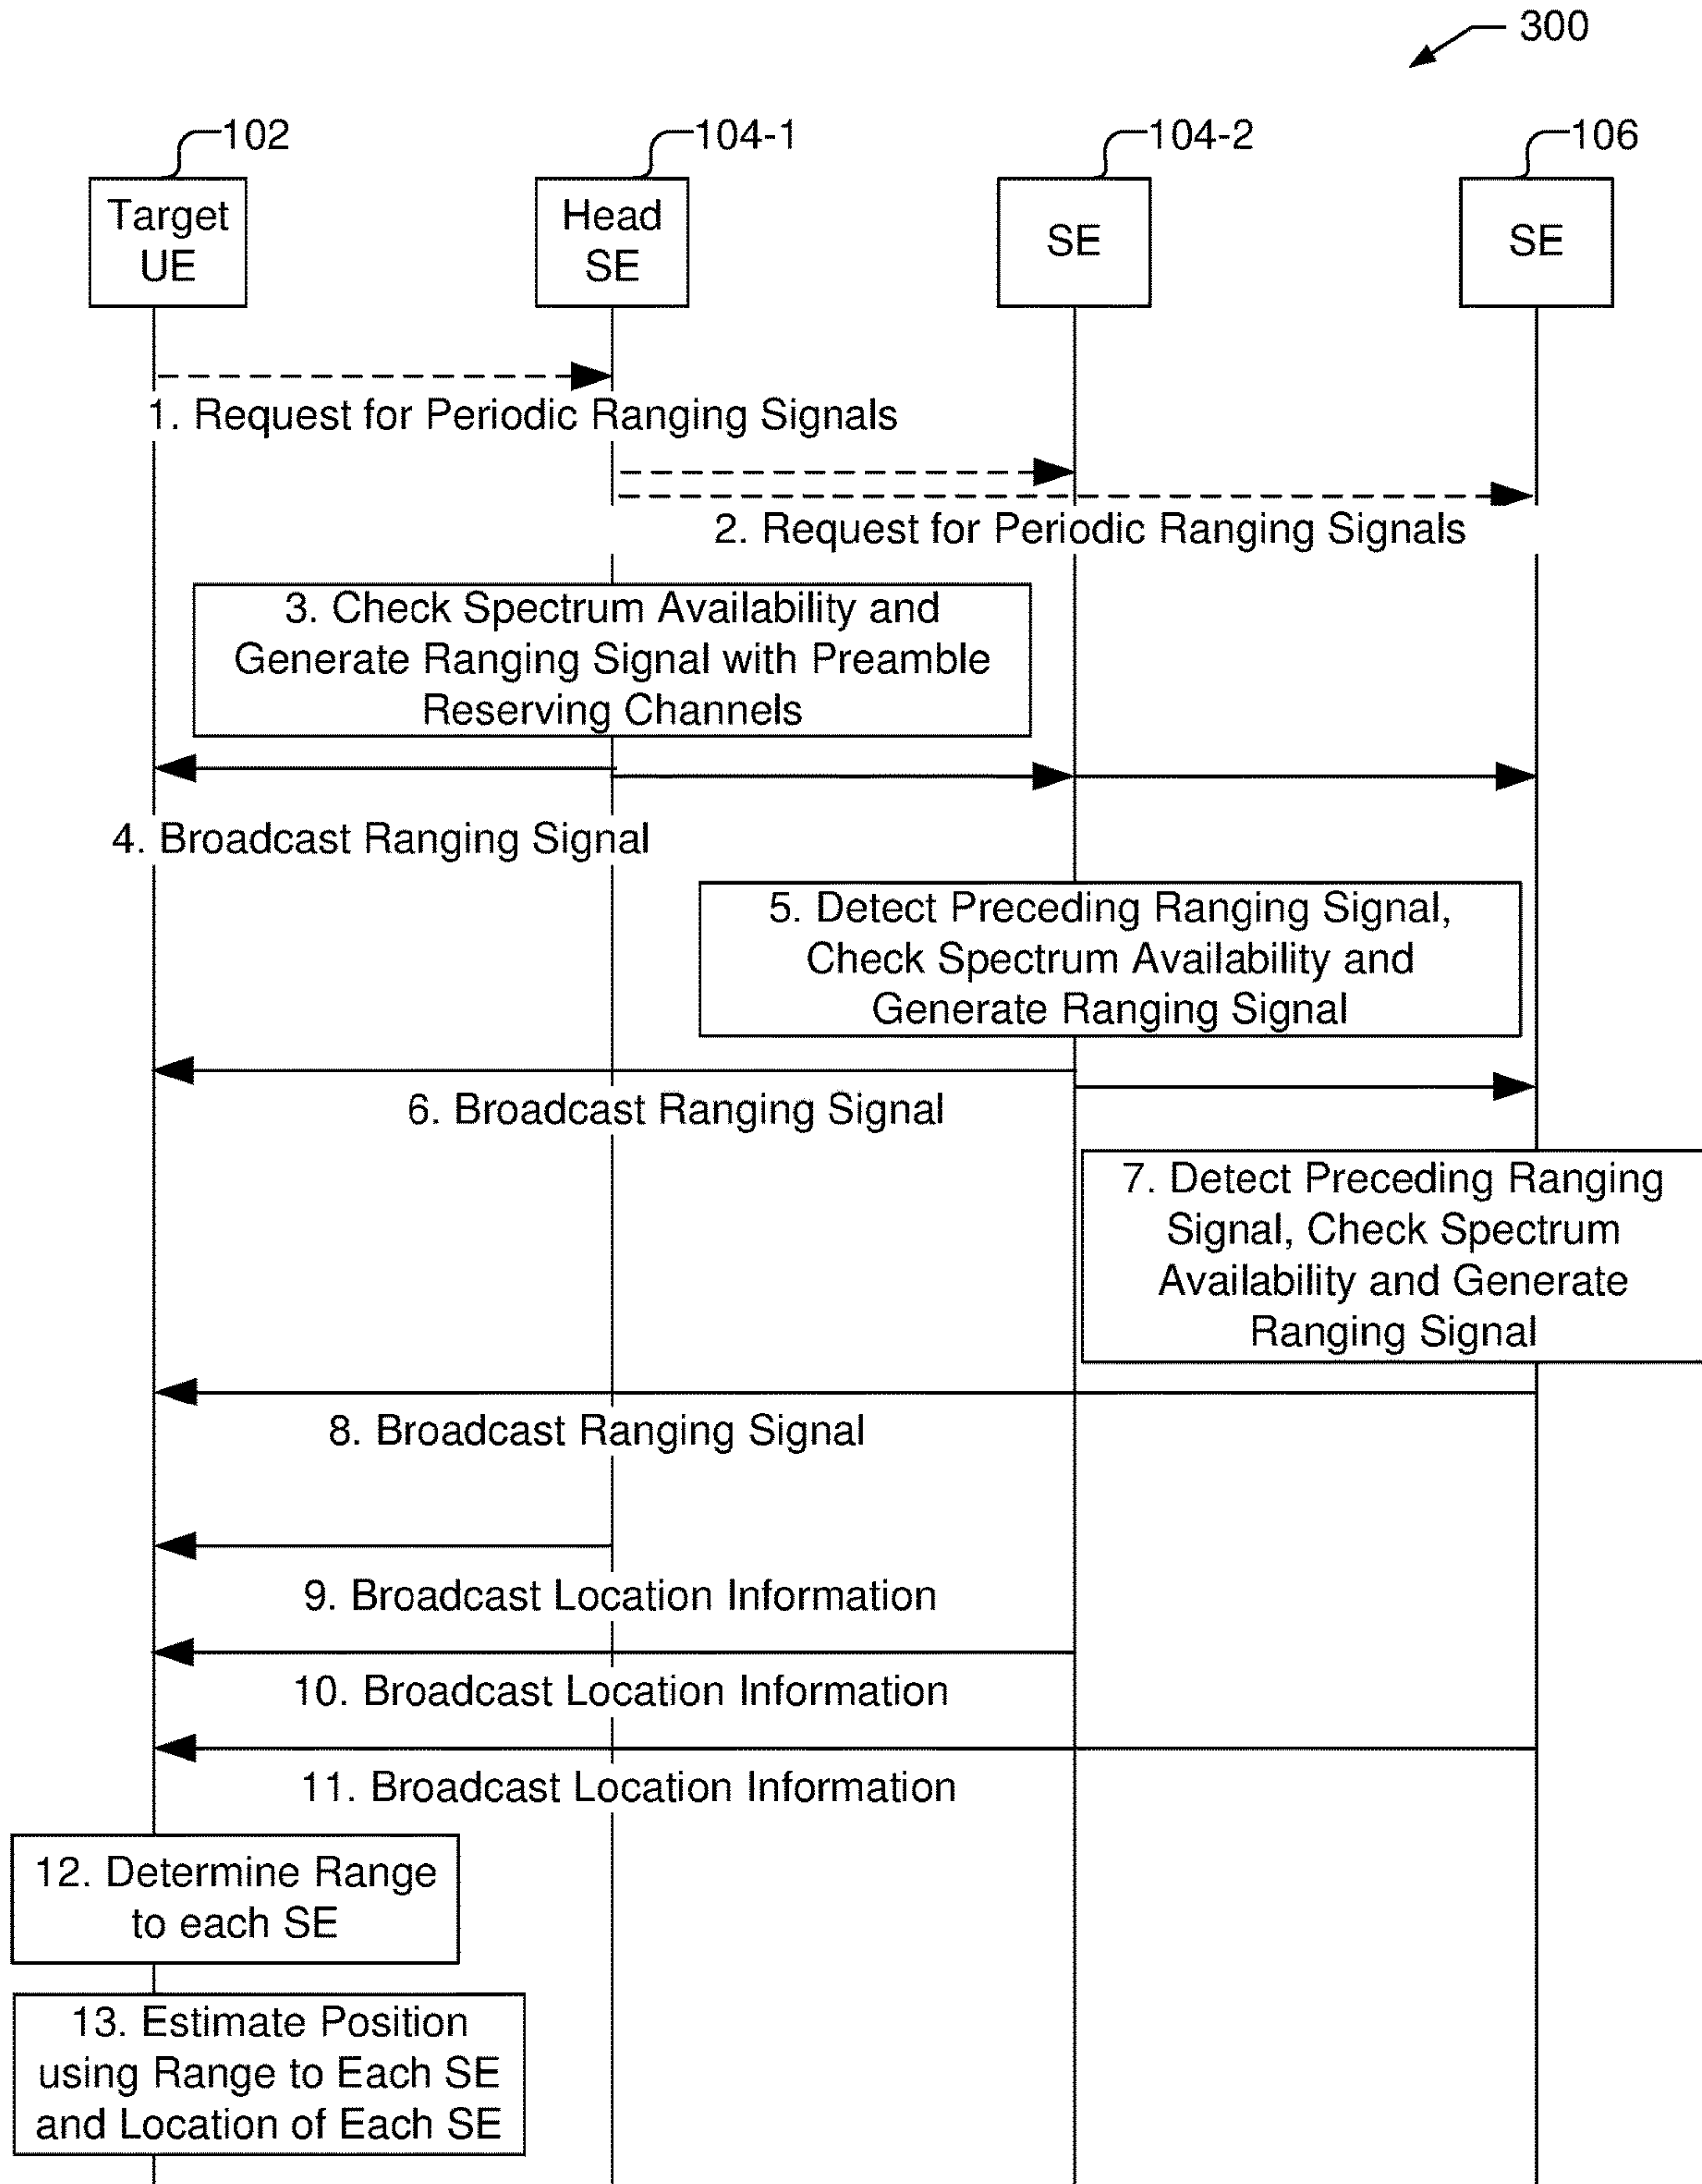 300
102
104-1
104-2
106
Target
UE
Head
SE
SE
SE
1. Request for Periodic Ranging Signals
2. Request for Periodic Ranging Signals
3. Check Spectrum Availability and
Generate Ranging Signal with Preamble
Reserving Channels
4. Broadcast Ranging Signal
5. Detect Preceding Ranging Signal,
Check Spectrum Availability and
Generate Ranging Signal
6. Broadcast Ranging Signal
7. Detect Preceding Ranging
Signal, Check Spectrum
Availability and Generate
Ranging Signal
8. Broadcast Ranging Signal
9. Broadcast Location Information
10. Broadcast Location Information
11. Broadcast Location Information
12. Determine Range
to each SE
13. Estimate Position
using Range to Each SE
and Location of Each SE